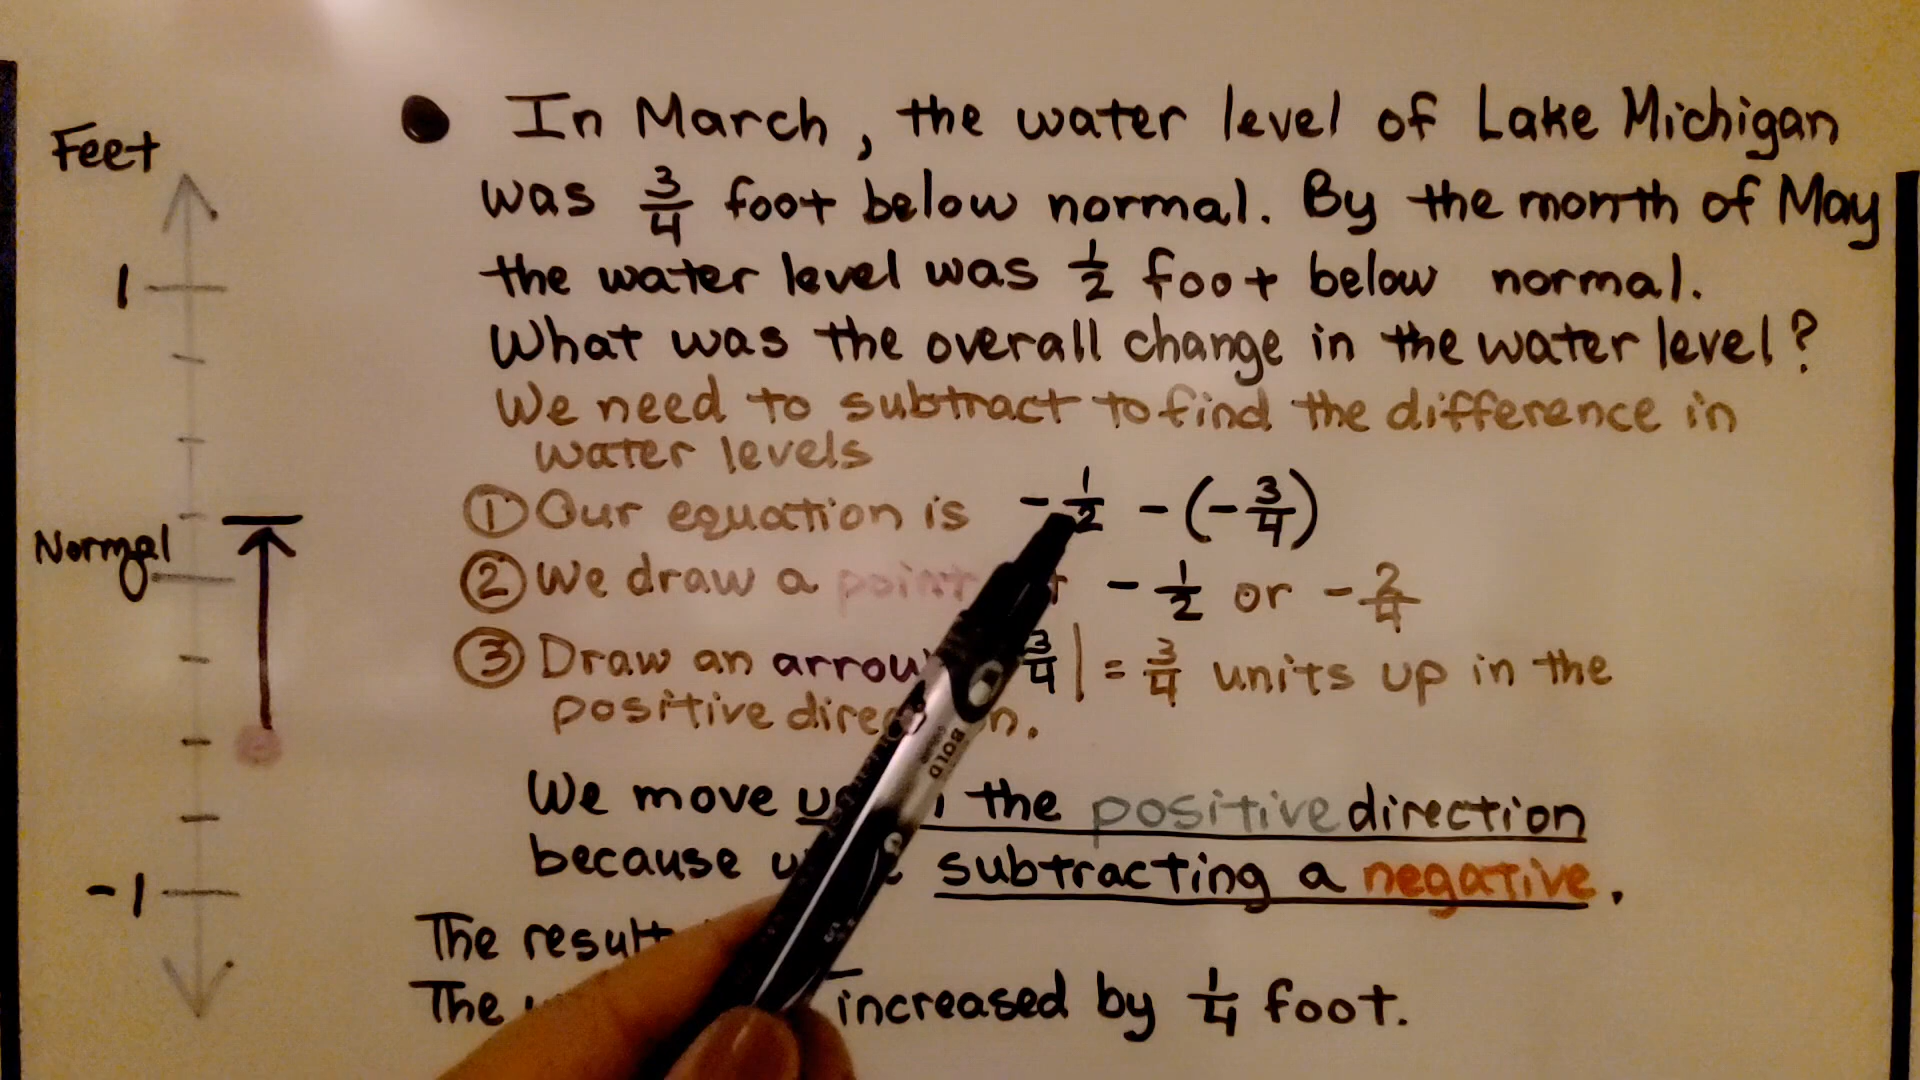 Feet
1
Normal
-1
● In March, the water level of Lake Michigan
was 3/4 foot below normal. By the month of May
the water level was 1/2 foot below normal.
What was the overall change in the water level?
We need to subtract to find the difference in
water levels
① Our equation is - 1/2 - (- 3/4)
② We draw a point - 1/2 or - 2/4
③ Draw an arrow 3/4 | = 3/4 units up in the
positive direction.
We move the positive direction
because subtracting a negative.
The result
The increased by 1/4 foot.
BOLD